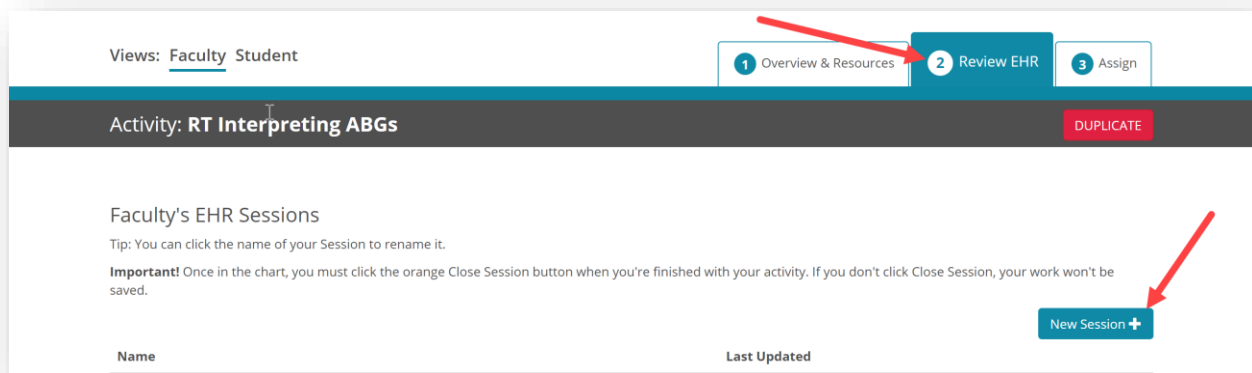 Views: Faculty Student
1 Overview & Resources
2 Review EHR
3 Assign
Activity: RT Interpreting ABGs
DUPLICATE
Faculty's EHR Sessions
Tip: You can click the name of your Session to rename it.
Important! Once in the chart, you must click the orange Close Session button when you're finished with your activity. If you don't click Close Session, your work won't be
saved.
New Session +
Name
Last Updated